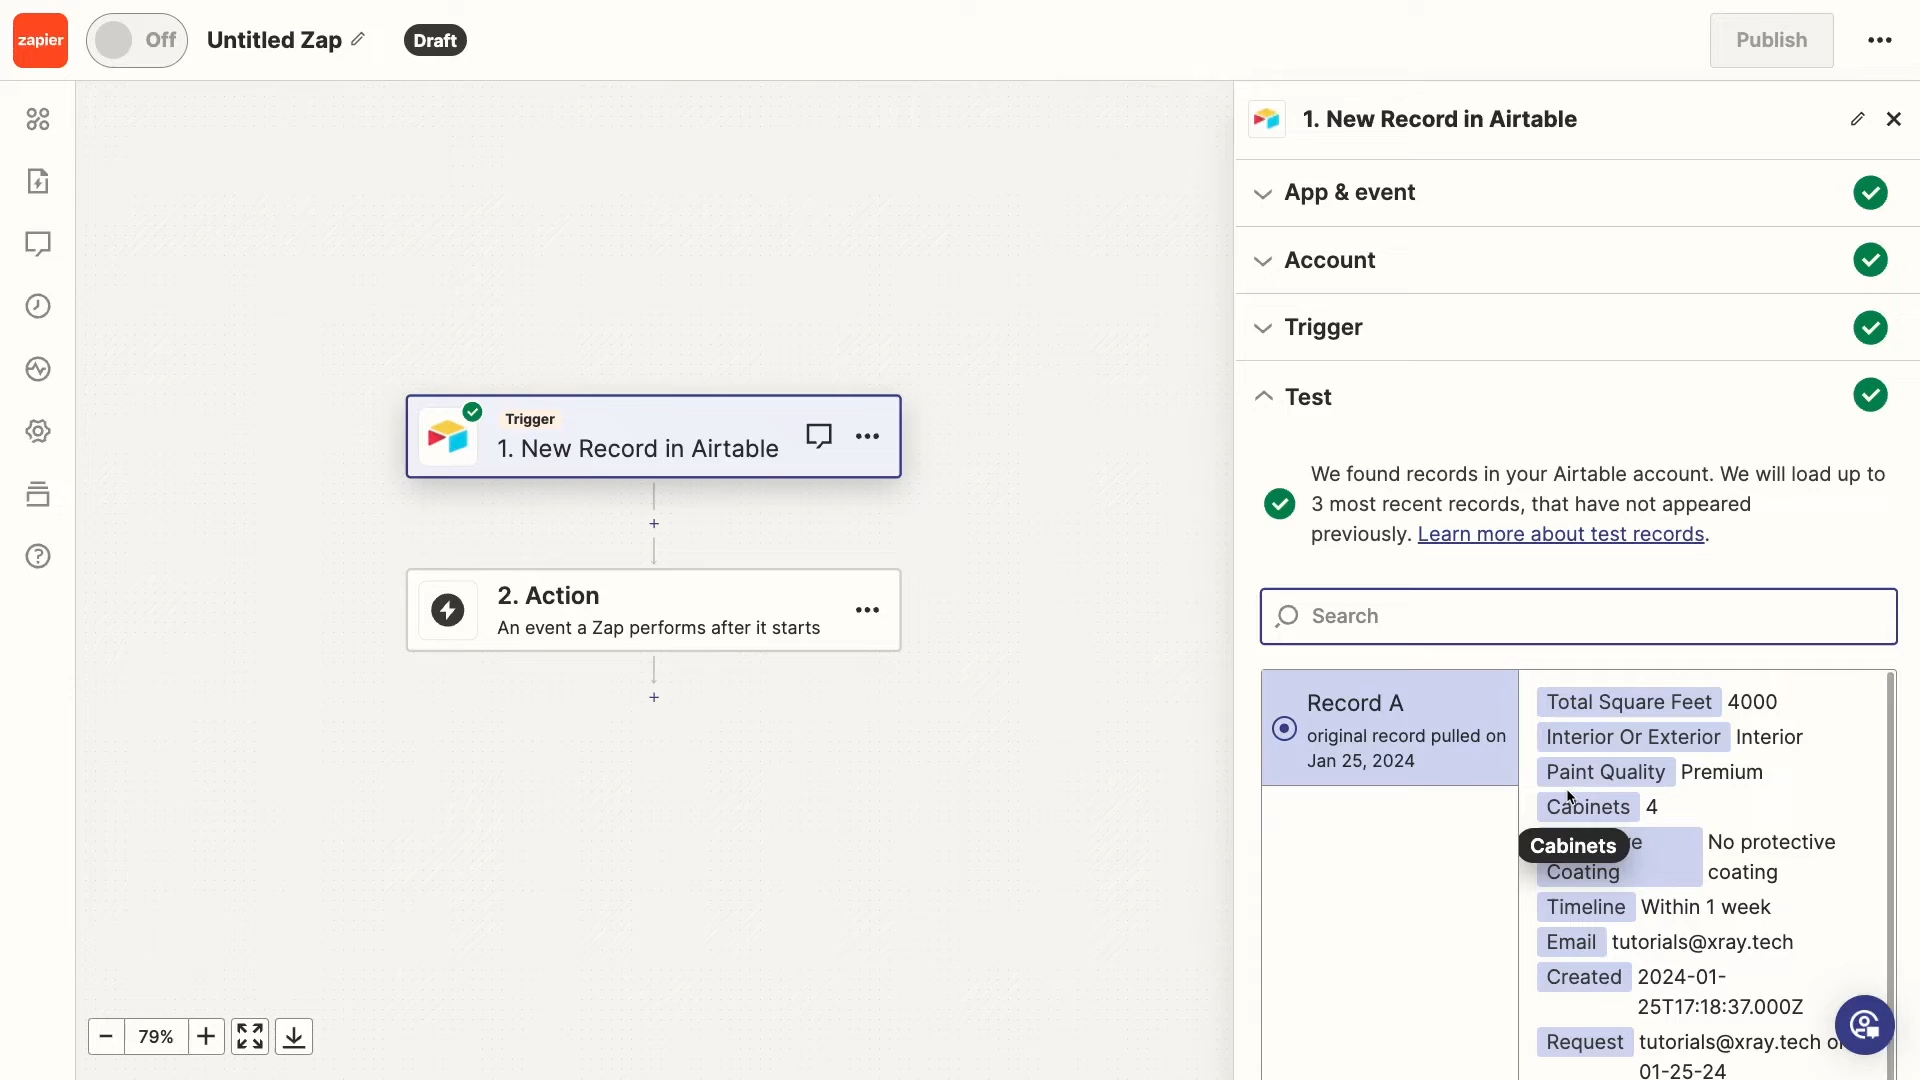 zapier
Off
Untitled Zap
Draft
Publish
1. New Record in Airtable
App & event
Account
Trigger
Test
We found records in your Airtable account. We will load up to
3 most recent records, that have not appeared
previously. Learn more about test records.
Search
Trigger
1. New Record in Airtable
2. Action
An event a Zap performs after it starts
Record A
original record pulled on
Jan 25, 2024
Total Square Feet 4000
Interior Or Exterior Interior
Paint Quality Premium
Cabinets 4
Cabinets
No protective
Coating coating
Timeline Within 1 week
Email tutorials@xray.tech
Created 2024-01-
25T17:18:37.000Z
Request tutorials@xray.tech
01-25-24
79%